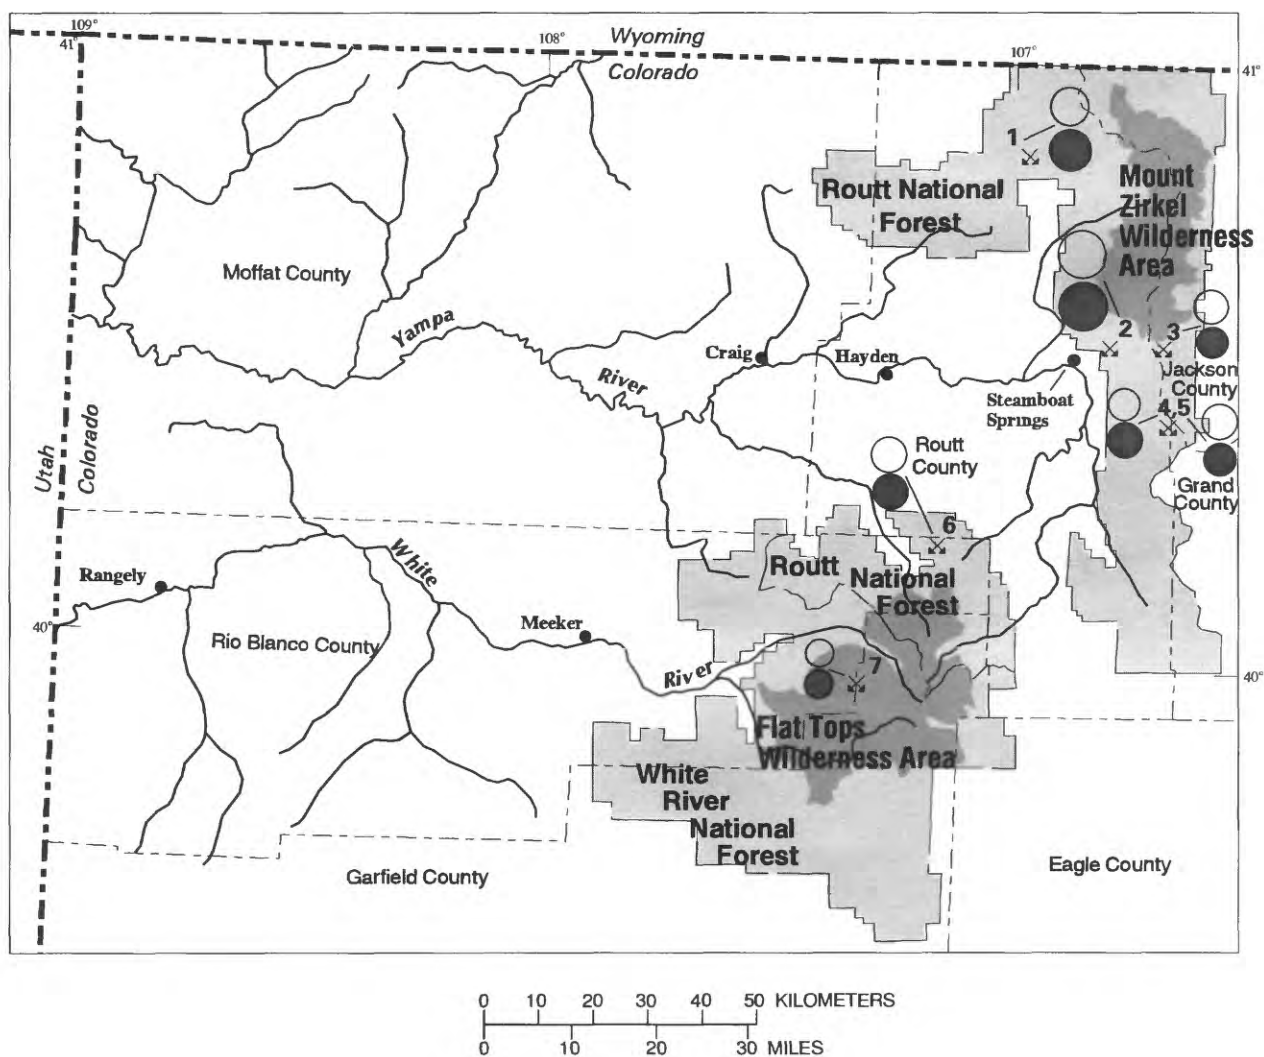 109°
41°
108°
Wyoming
Colorado
107°
41°
1
Routt National
Forest
Mount
Zirkel
Wilderness
Area
Moffat County
Yampa
River
Craig
Hayden
2
3
Jackson
County
Steamboat
Springs
4,5
Utah
Colorado
Routt
County
Grand
County
6
White
Rangely
Routt
National
Forest
Meeker
40°
Rio Blanco County
River
7
40°
Flat Tops
Wilderness Area
White
River
National
Forest
Garfield County
Eagle County
0 10 20 30 40 50 KILOMETERS
0 10 20 30 MILES